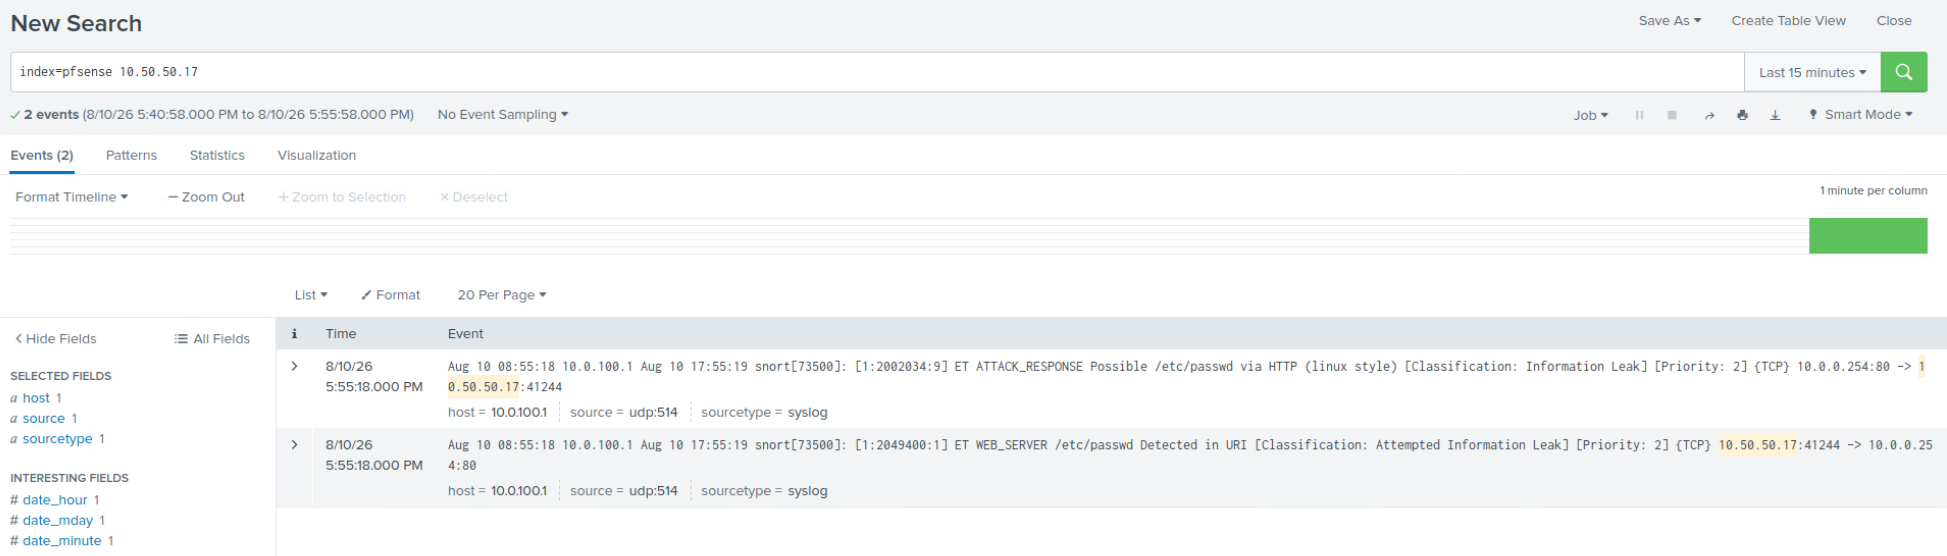 New Search
Save As Create Table View Close
index=pfsense 10.50.50.17
Last 15 minutes
2 events (8/10/26 5:40:58.000 PM to 8/10/26 5:55:58.000 PM) No Event Sampling
Job Smart Mode
Events (2) Patterns Statistics Visualization
Format Timeline — Zoom Out + Zoom to Selection × Deselect
1 minute per column
List Format 20 Per Page
< Hide Fields All Fields
SELECTED FIELDS
a host 1
a source 1
a sourcetype 1
INTERESTING FIELDS
# date_hour 1
# date_mday 1
# date_minute 1
i Time Event
> 8/10/26
5:55:18.000 PM
Aug 10 08:55:18 10.0.100.1 Aug 10 17:55:19 snort[73500]: [1:2002034:9] ET ATTACK_RESPONSE Possible /etc/passwd via HTTP (linux style) [Classification: Information Leak] [Priority: 2] {TCP} 10.0.0.254:80 -> 1
0.50.50.17:41244
host = 10.0.100.1 source = udp:514 sourcetype = syslog
> 8/10/26
5:55:18.000 PM
Aug 10 08:55:18 10.0.100.1 Aug 10 17:55:19 snort[73500]: [1:2049400:1] ET WEB_SERVER /etc/passwd Detected in URI [Classification: Attempted Information Leak] [Priority: 2] {TCP} 10.50.50.17:41244 -> 10.0.0.25
4:80
host = 10.0.100.1 source = udp:514 sourcetype = syslog